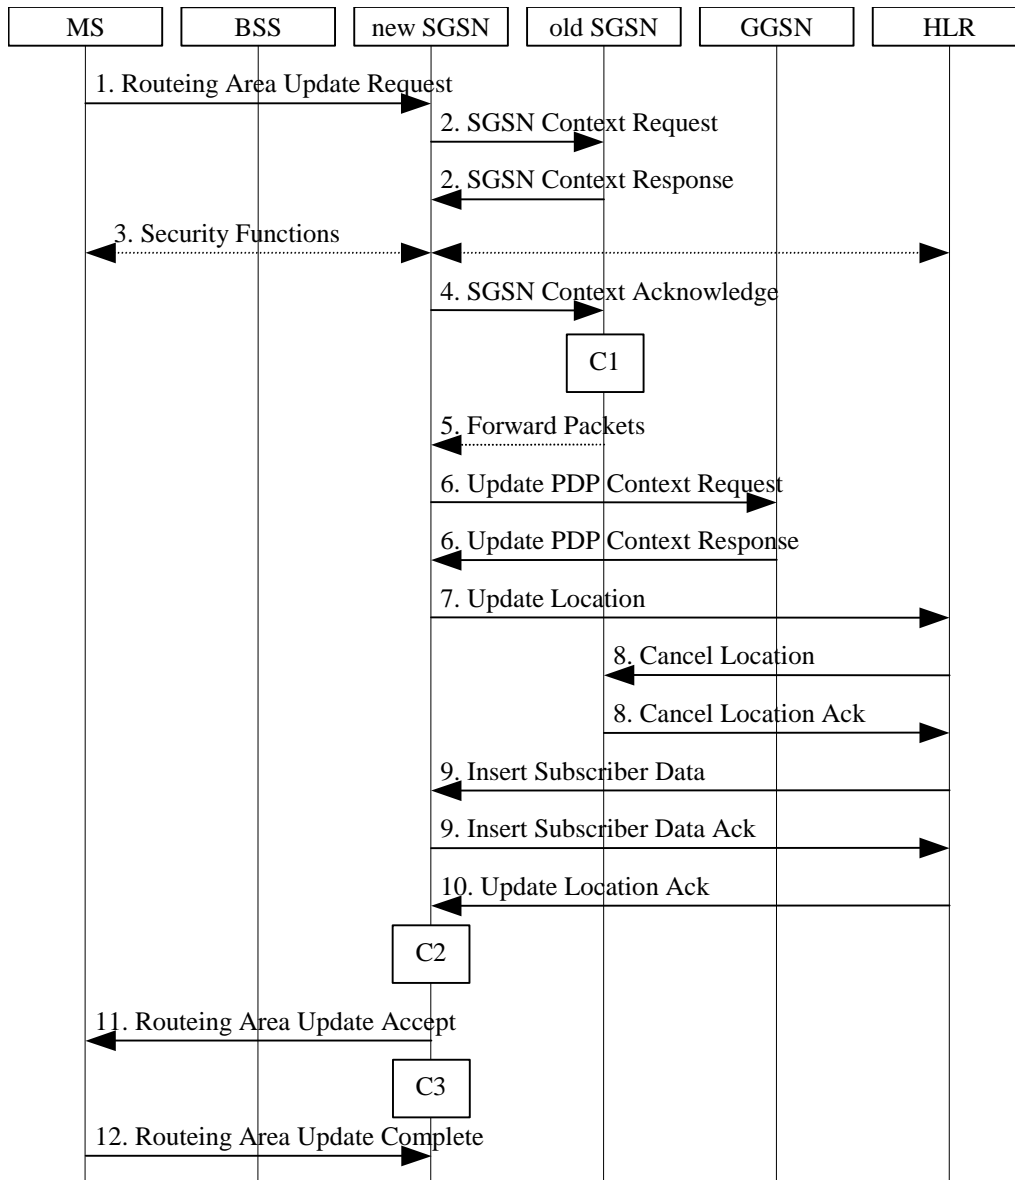 MS
BSS
new SGSN
old SGSN
GGSN
HLR
1. Routeing Area Update Request
2. SGSN Context Request
2. SGSN Context Response
3. Security Functions
4. SGSN Context Acknowledge
C1
5. Forward Packets
6. Update PDP Context Request
6. Update PDP Context Response
7. Update Location
8. Cancel Location
8. Cancel Location Ack
9. Insert Subscriber Data
9. Insert Subscriber Data Ack
10. Update Location Ack
C2
11. Routeing Area Update Accept
C3
12. Routeing Area Update Complete